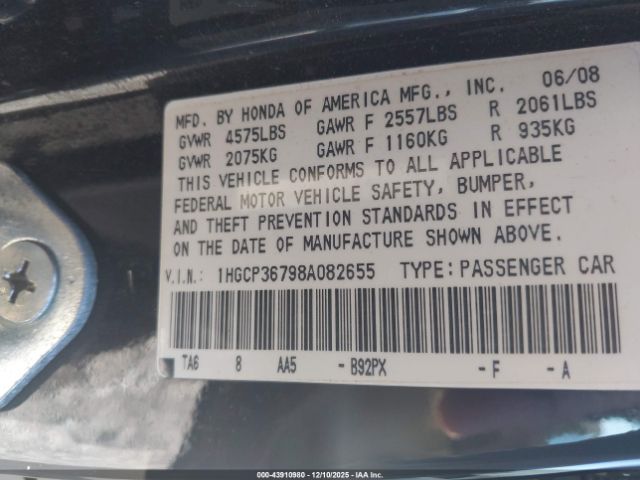 MFD. BY HONDA OF AMERICA MFG., INC. 06/08
GVWR 4575LBS GAWR F 2557LBS R 2061LBS
GVWR 2075KG GAWR F 1160KG R 935KG
THIS VEHICLE CONFORMS TO ALL APPLICABLE
FEDERAL MOTOR VEHICLE SAFETY, BUMPER,
AND THEFT PREVENTION STANDARDS IN EFFECT
ON THE DATE OF MANUFACTURE SHOWN ABOVE.
V.I.N.: 1HGCP36798A082655 TYPE: PASSENGER CAR
TA6 8 AA5 - B92PX - F - A
000-43910980 - 12/10/2025 - IAA Inc.